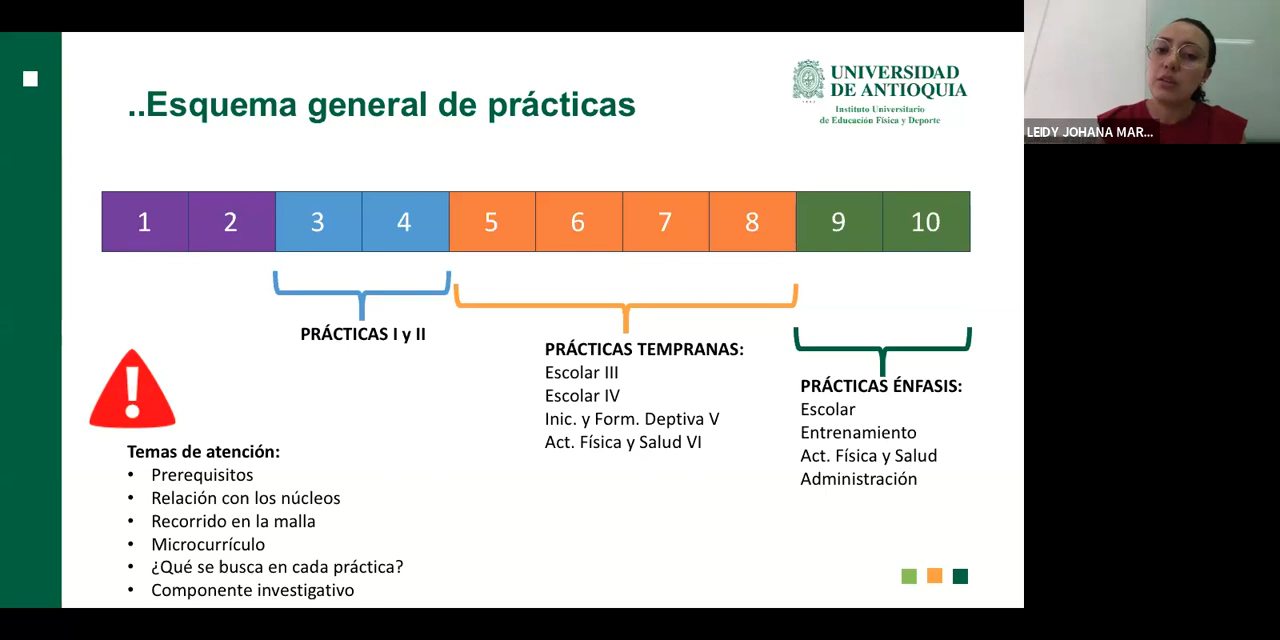 ..Esquema general de prácticas
UNIVERSIDAD
DE ANTIOQUIA
Instituto Universitario
de Educación Física y Deporte
LEIDY JOHANA MAR...
1 2 3 4 5 6 7 8 9 10
PRÁCTICAS I y II
PRÁCTICAS TEMPRANAS:
Escolar III
Escolar IV
Inic. y Form. Deptiva V
Act. Física y Salud VI
PRÁCTICAS ÉNFASIS:
Escolar
Entrenamiento
Act. Física y Salud
Administración
Temas de atención:
• Prerequisitos
• Relación con los núcleos
• Recorrido en la malla
• Microcurrículo
• ¿Qué se busca en cada práctica?
• Componente investigativo